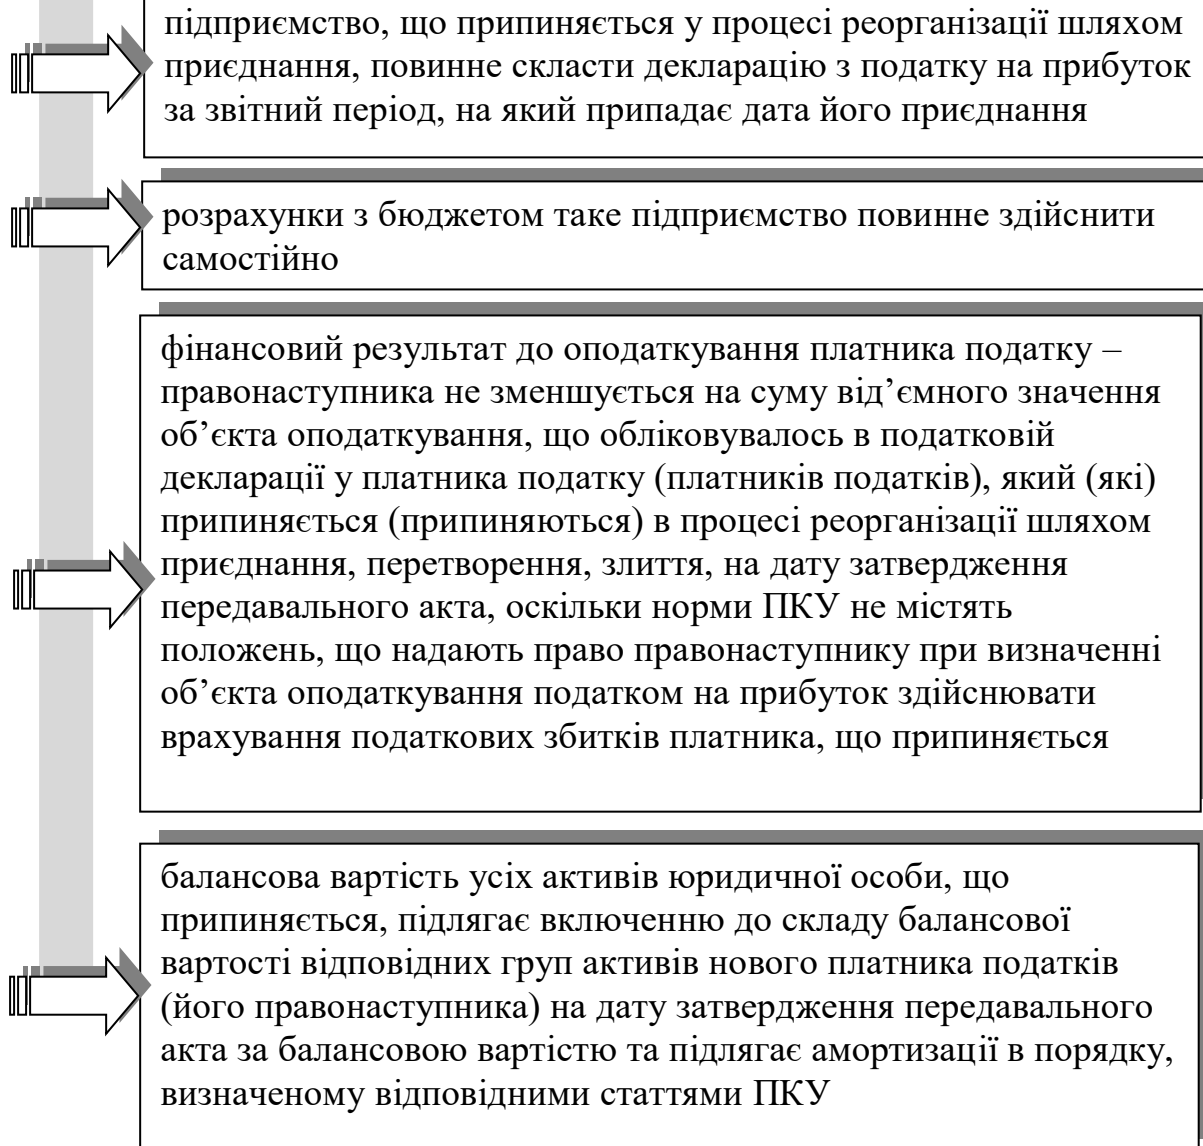 підприємство, що припиняється у процесі реорганізації шляхом
приєднання, повинне скласти декларацію з податку на прибуток
за звітний період, на який припадає дата його приєднання
розрахунки з бюджетом таке підприємство повинне здійснити
самостійно
фінансовий результат до оподаткування платника податку –
правонаступника не зменшується на суму від’ємного значення
об’єкта оподаткування, що обліковувалось в податковій
декларації у платника податку (платників податків), який (які)
припиняється (припиняються) в процесі реорганізації шляхом
приєднання, перетворення, злиття, на дату затвердження
передавального акта, оскільки норми ПКУ не містять
положень, що надають право правонаступнику при визначенні
об’єкта оподаткування податком на прибуток здійснювати
врахування податкових збитків платника, що припиняється
балансова вартість усіх активів юридичної особи, що
припиняється, підлягає включенню до складу балансової
вартості відповідних груп активів нового платника податків
(його правонаступника) на дату затвердження передавального
акта за балансовою вартістю та підлягає амортизації в порядку,
визначеному відповідними статтями ПКУ